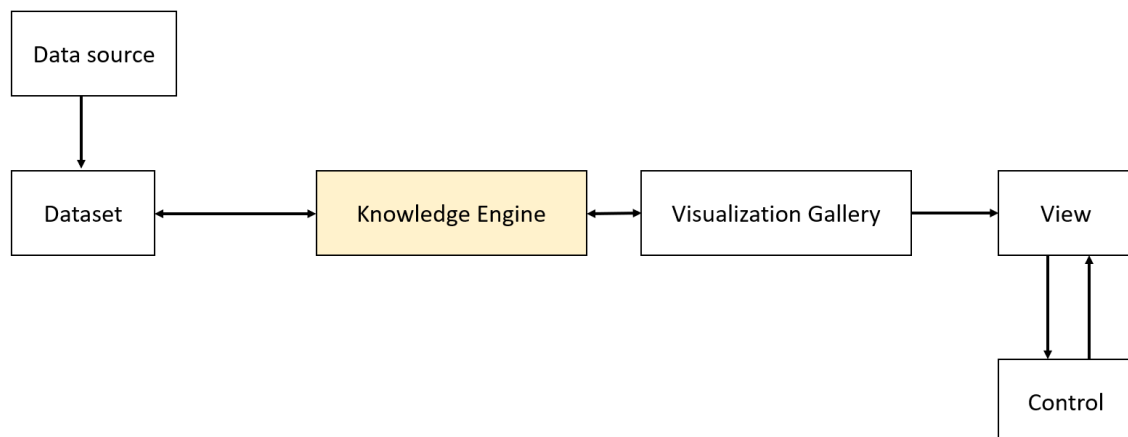 Data source
Dataset
Knowledge Engine
Visualization Gallery
View
Control